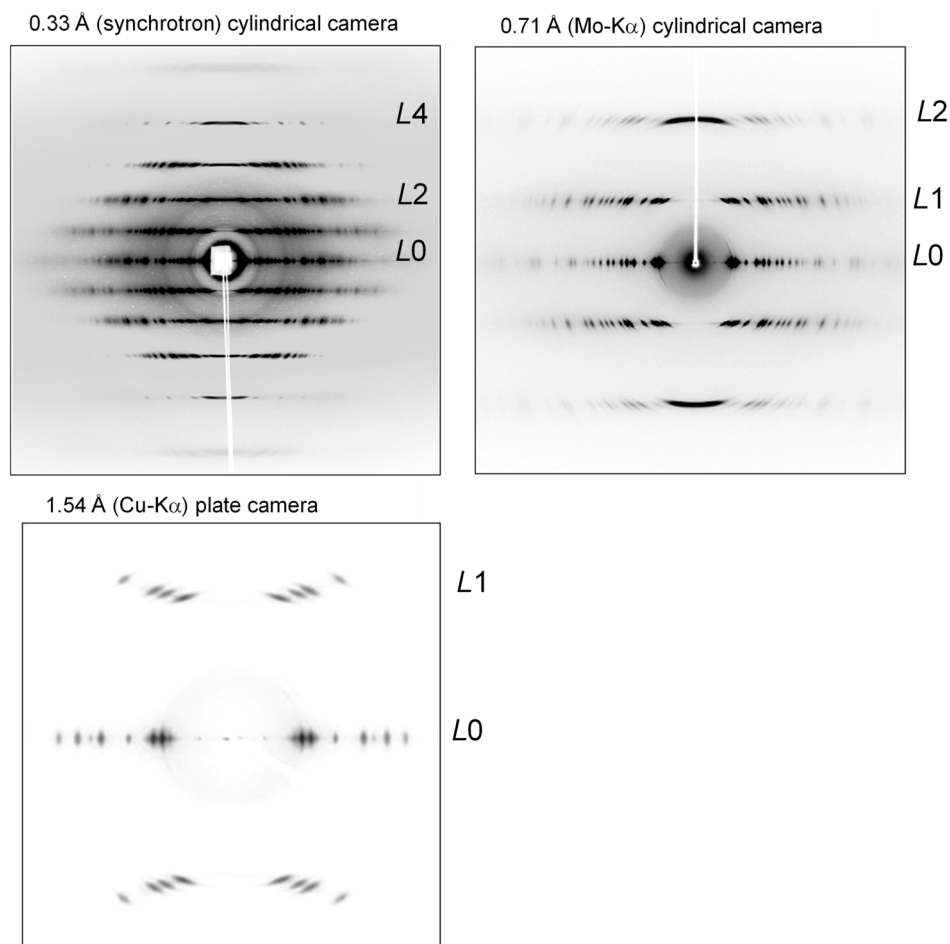 0.33 Å (synchrotron) cylindrical camera
L4
L2
L0
0.71 Å (Mo-Kα) cylindrical camera
L2
L1
L0
1.54 Å (Cu-Kα) plate camera
L1
L0